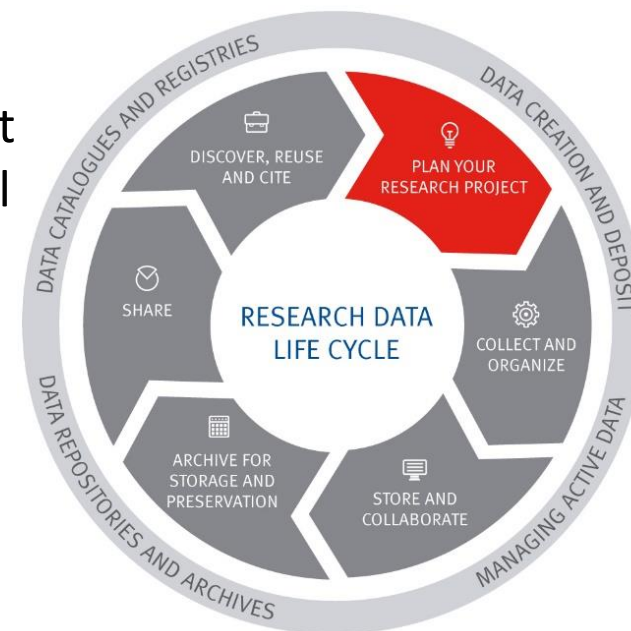 t
l
DATA CATALOGUES AND REGISTRIES
DATA CREATION AND DEPOSIT
DISCOVER, REUSE
AND CITE
PLAN YOUR
RESEARCH PROJECT
SHARE
RESEARCH DATA
LIFE CYCLE
COLLECT AND
ORGANIZE
ARCHIVE FOR
STORAGE AND
PRESERVATION
STORE AND
COLLABORATE
DATA REPOSITORIES AND ARCHIVES
MANAGING ACTIVE DATA